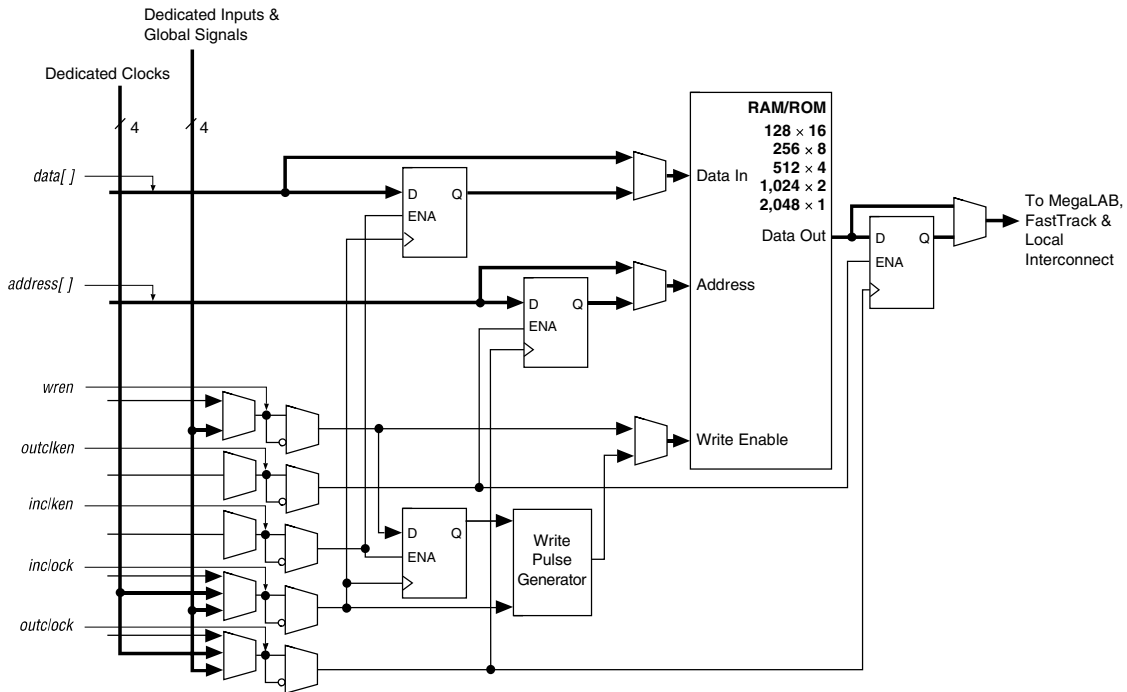 Dedicated Inputs &
Global Signals
Dedicated Clocks
4
4
RAM/ROM
128 × 16
256 × 8
512 × 4
1,024 × 2
2,048 × 1
data[ ]
D
Q
ENA
Data In
Data Out
D
Q
ENA
To MegaLAB,
FastTrack &
Local
Interconnect
address[ ]
D
Q
ENA
Address
wren
Write Enable
outclken
inclken
D
Q
ENA
Write
Pulse
Generator
inclock
outclock